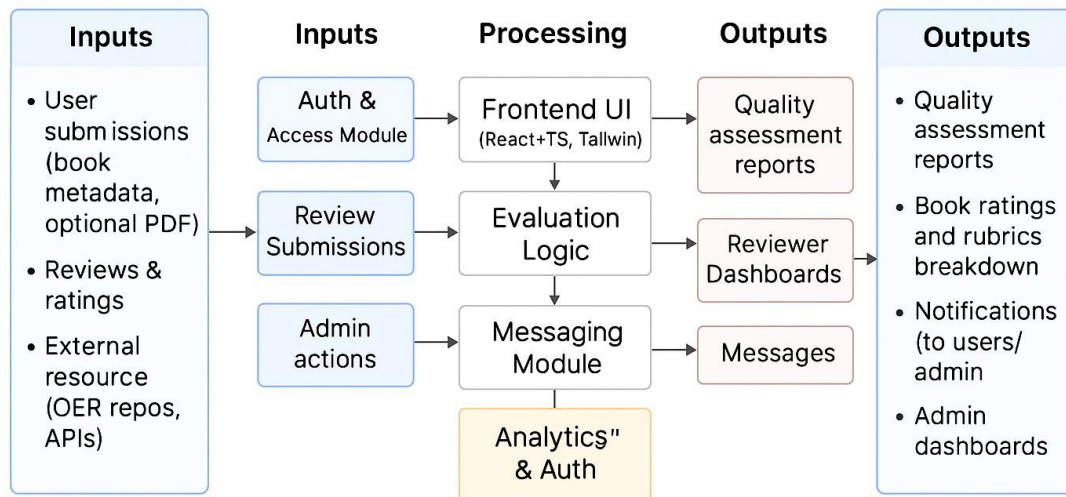 Inputs
• User
submissions
(book
metadata,
optional PDF)
• Reviews &
ratings
• External
resource
(OER repos,
APIs)
Inputs
Auth &
Access Module
Review
Submissions
Admin
actions
Processing
Frontend UI
(React+TS, Tallwin)
Evaluation
Logic
Messaging
Module
Analytics"
& Auth
Outputs
Quality
assessment
reports
Reviewer
Dashboards
Messages
Outputs
• Quality
assessment
reports
• Book ratings
and rubrics
breakdown
• Notifications
(to users/
admin
• Admin
dashboards